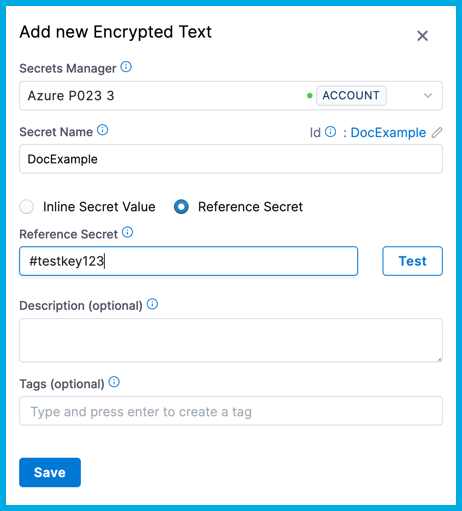 Add new Encrypted Text
Secrets Manager
Azure P023 3 ACCOUNT
Secret Name Id : DocExample
DocExample
Inline Secret Value Reference Secret
Reference Secret
#testkey123 Test
Description (optional)
Tags (optional)
Type and press enter to create a tag
Save